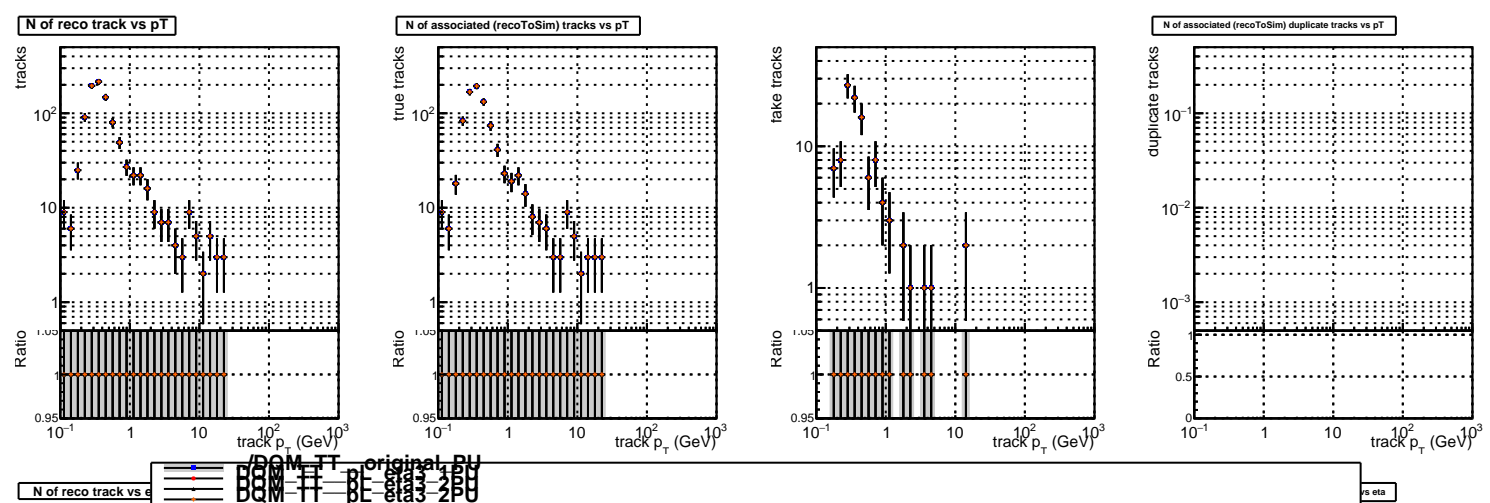 N of reco track vs pT
N of associated (recoToSim) tracks vs pT
N of associated (recoToSim) duplicate tracks vs pT
tracks
10²
10
1
Ratio
1.05
1
0.95
10⁻¹ 1 10 10² 10³
track p_T (GeV)
true tracks
10²
10
1
Ratio
1.05
1
0.95
10⁻¹ 1 10 10² 10³
track p_T (GeV)
fake tracks
10
1
Ratio
1.05
1
0.95
10⁻¹ 1 10 10² 10³
track p_T (GeV)
duplicate tracks
10⁻¹
10⁻²
10⁻³
Ratio
1
0.5
0
10⁻¹ 1 10 10² 10³
track p_T (GeV)
N of reco track vs e
vs eta